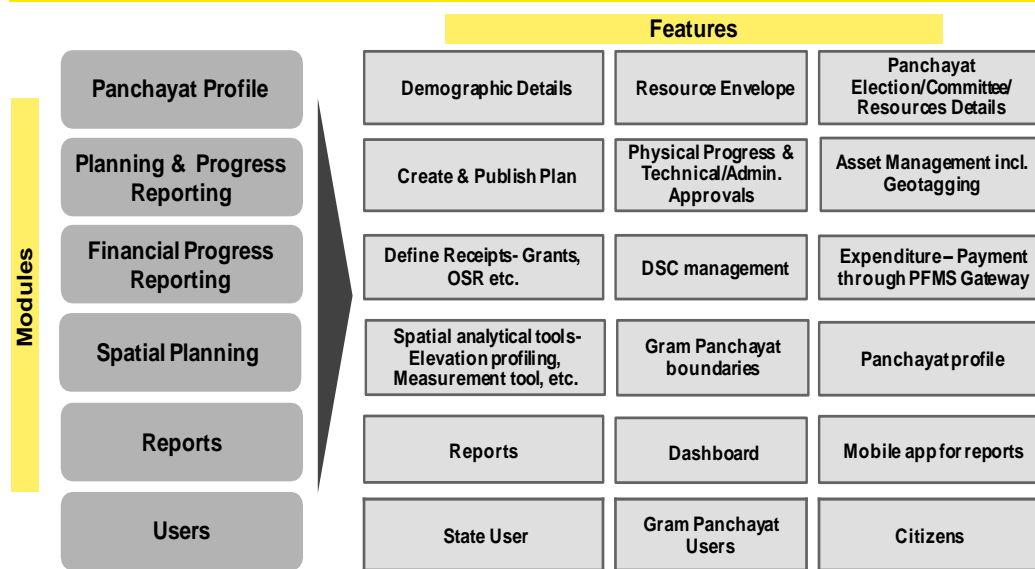 Features
Modules
Panchayat Profile
Demographic Details
Resource Envelope
Panchayat
Election/Committee/
Resources Details
Planning & Progress
Reporting
Create & Publish Plan
Physical Progress &
Technical/Admin.
Approvals
Asset Management incl.
Geotagging
Financial Progress
Reporting
Define Receipts- Grants,
OSR etc.
DSC management
Expenditure – Payment
through PFMS Gateway
Spatial Planning
Spatial analytical tools-
Elevation profiling,
Measurement tool, etc.
Gram Panchayat
boundaries
Panchayat profile
Reports
Reports
Dashboard
Mobile app for reports
Users
State User
Gram Panchayat
Users
Citizens